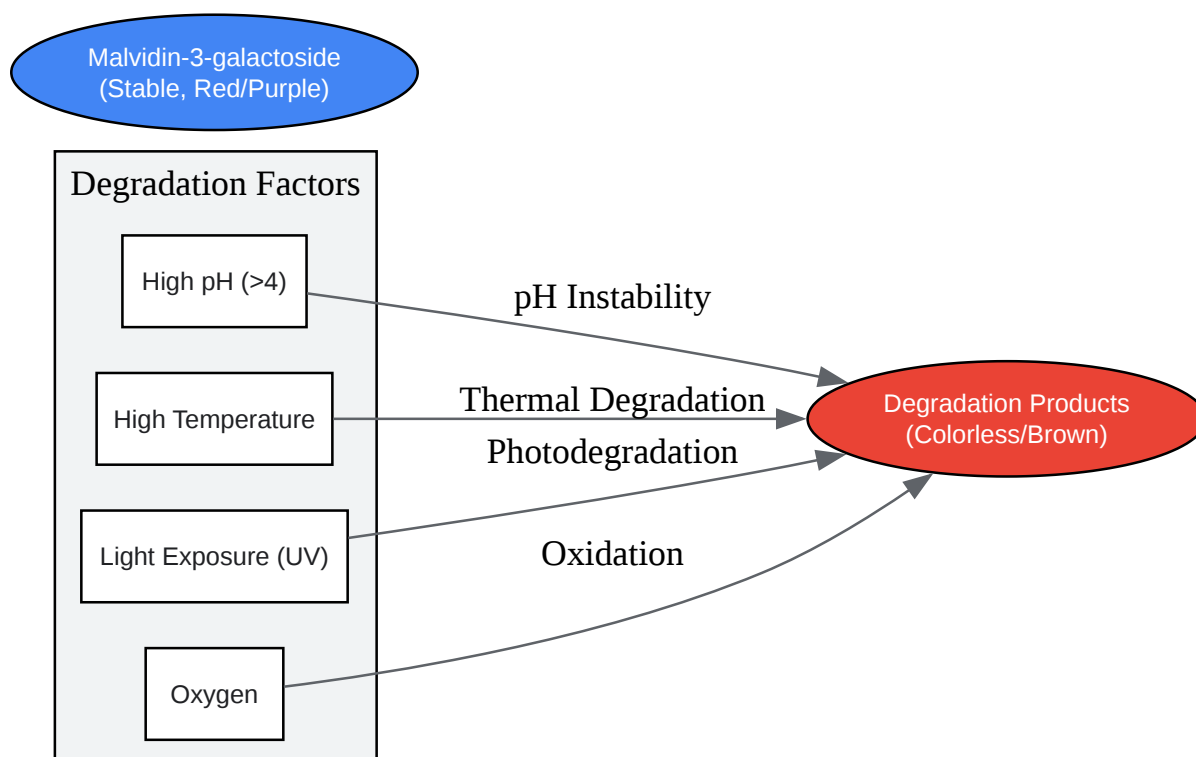 Malvidin-3-galactoside
(Stable, Red/Purple)
Degradation Factors
High pH (>4)
pH Instability
High Temperature
Thermal Degradation
Degradation Products
(Colorless/Brown)
Photodegradation
Light Exposure (UV)
Oxidation
Oxygen